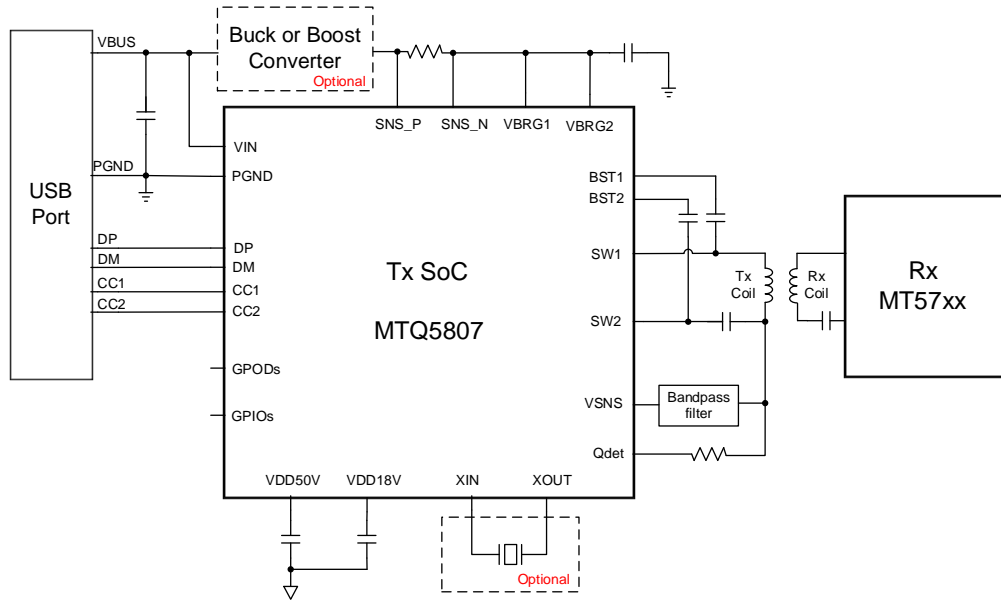 VBUS
Buck or Boost
Converter
Optional
SNS_P
SNS_N
VBRG1
VBRG2
VIN
PGND
PGND
USB
Port
BST1
BST2
DP
DM
CC1
CC2
DP
DM
CC1
CC2
Tx SoC
MTQ5807
SW1
SW2
Tx
Coil
Rx
Coil
Rx
MT57xx
GPODs
GPIOs
VSNS
Bandpass
filter
Qdet
VDD50V
VDD18V
XIN
XOUT
Optional